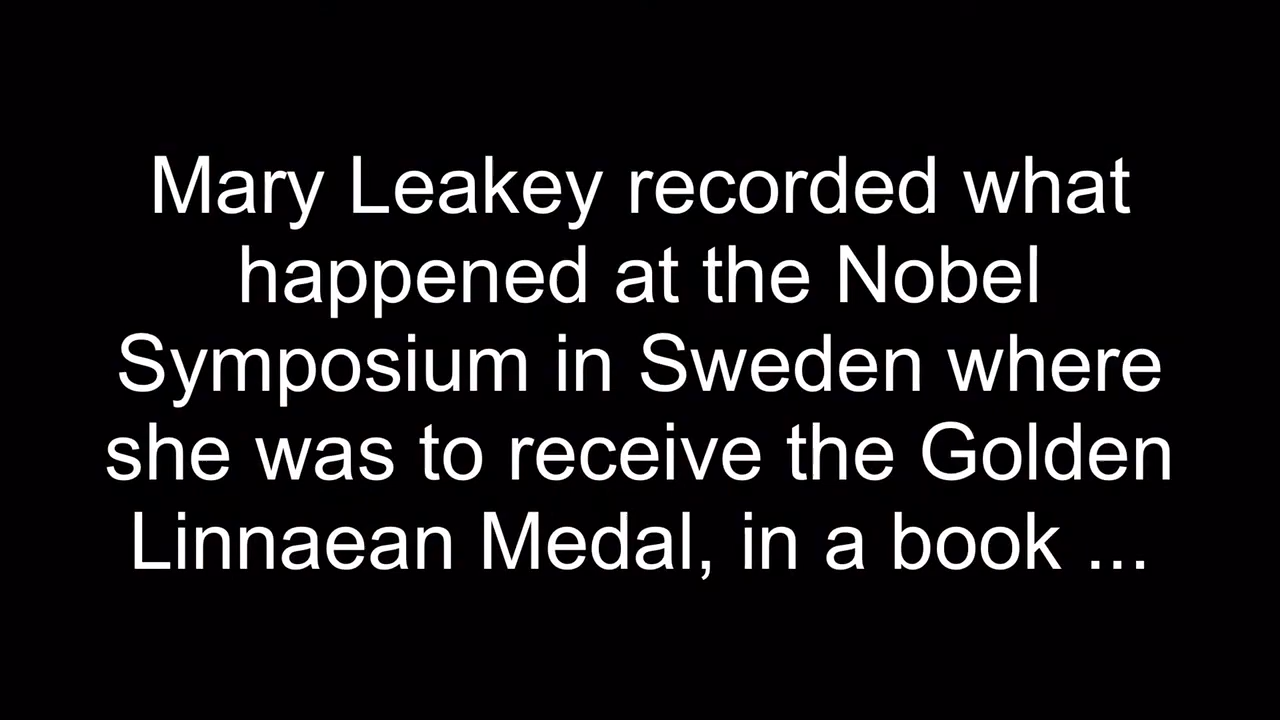 Mary Leakey recorded what
happened at the Nobel
Symposium in Sweden where
she was to receive the Golden
Linnaean Medal, in a book ...